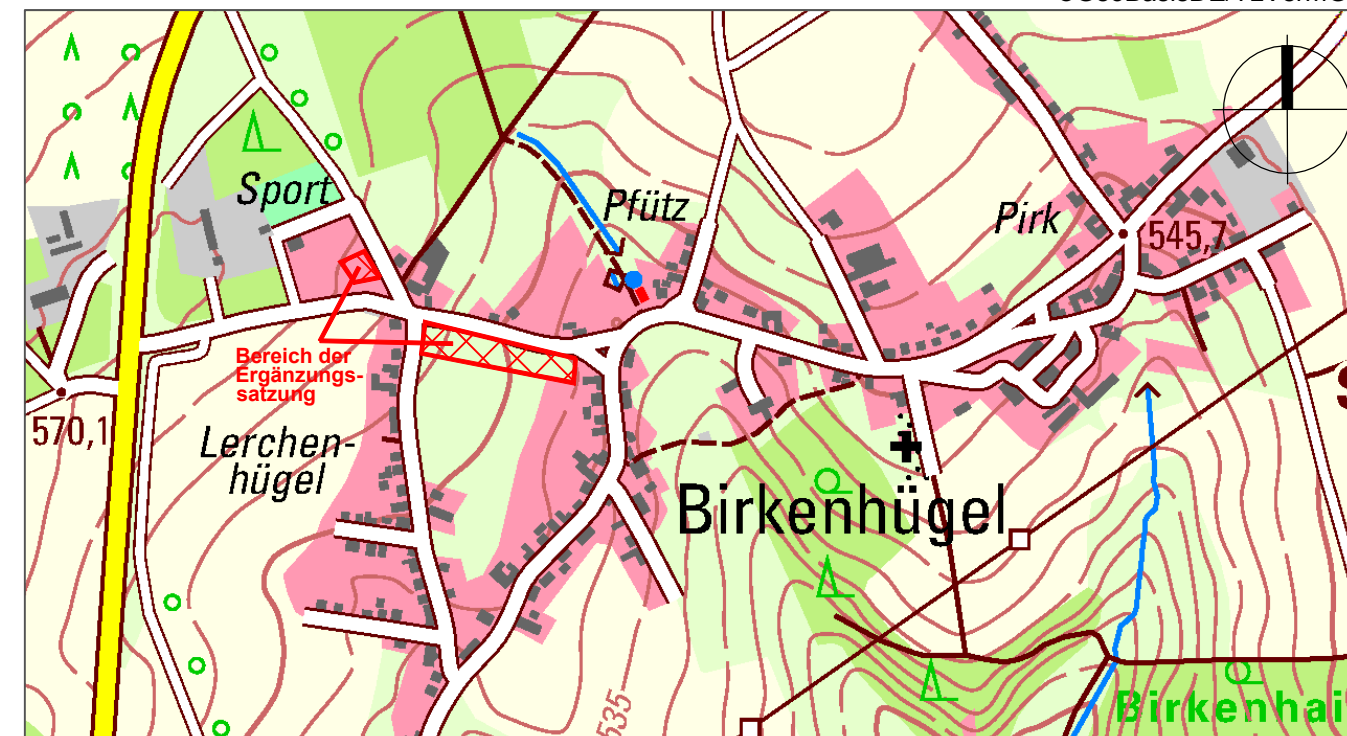 Sport
Pfütz
Pirk
545,7
Bereich der
Ergänzungs-
satzung
570,1
Lerchen-
hügel
Birkenhügel
535
Birkenhai